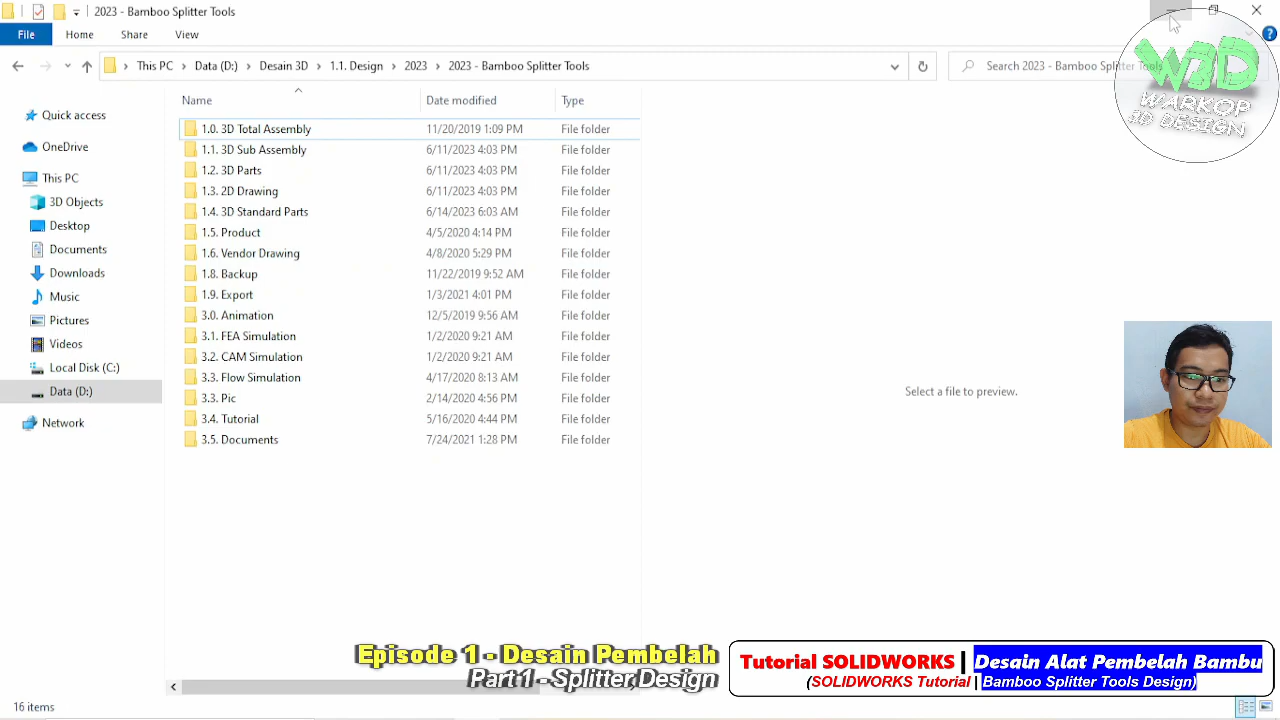 2023 - Bamboo Splitter Tools
File Home Share View
This PC Data (D:) Desain 3D 1.1. Design 2023 2023 - Bamboo Splitter Tools
Search 2023 - Bamboo Splitter Tools
W3D
WARKOP
3D DESIGN
Name Date modified Type
Quick access
OneDrive
This PC
3D Objects
Desktop
Documents
Downloads
Music
Pictures
Videos
Local Disk (C:)
Data (D:)
Network
1.0. 3D Total Assembly 11/20/2019 1:09 PM File folder
1.1. 3D Sub Assembly 6/11/2023 4:03 PM File folder
1.2. 3D Parts 6/11/2023 4:03 PM File folder
1.3. 2D Drawing 6/11/2023 4:03 PM File folder
1.4. 3D Standard Parts 6/14/2023 6:03 AM File folder
1.5. Product 4/5/2020 4:14 PM File folder
1.6. Vendor Drawing 4/8/2020 5:29 PM File folder
1.8. Backup 11/22/2019 9:52 AM File folder
1.9. Export 1/3/2021 4:01 PM File folder
3.0. Animation 12/5/2019 9:56 AM File folder
3.1. FEA Simulation 1/2/2020 9:21 AM File folder
3.2. CAM Simulation 1/2/2020 9:21 AM File folder
3.3. Flow Simulation 4/17/2020 8:13 AM File folder
3.3. Pic 2/14/2020 4:56 PM File folder
3.4. Tutorial 5/16/2020 4:44 PM File folder
3.5. Documents 7/24/2021 1:28 PM File folder
Select a file to preview.
Episode 1 - Desain Pembelah
Part 1 - Splitter Design
Tutorial SOLIDWORKS | Desain Alat Pembelah Bambu
(SOLIDWORKS Tutorial | Bamboo Splitter Tools Design)
16 items